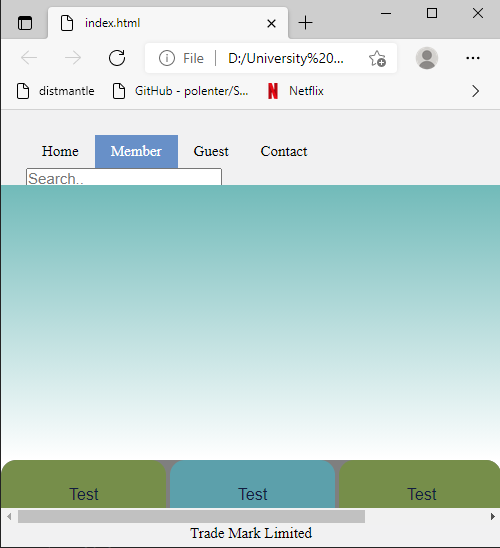 index.html
File D:/University%20...
distmantle GitHub - polenter/S... Netflix
Home Member Guest Contact
Search..
Test Test Test
Trade Mark Limited